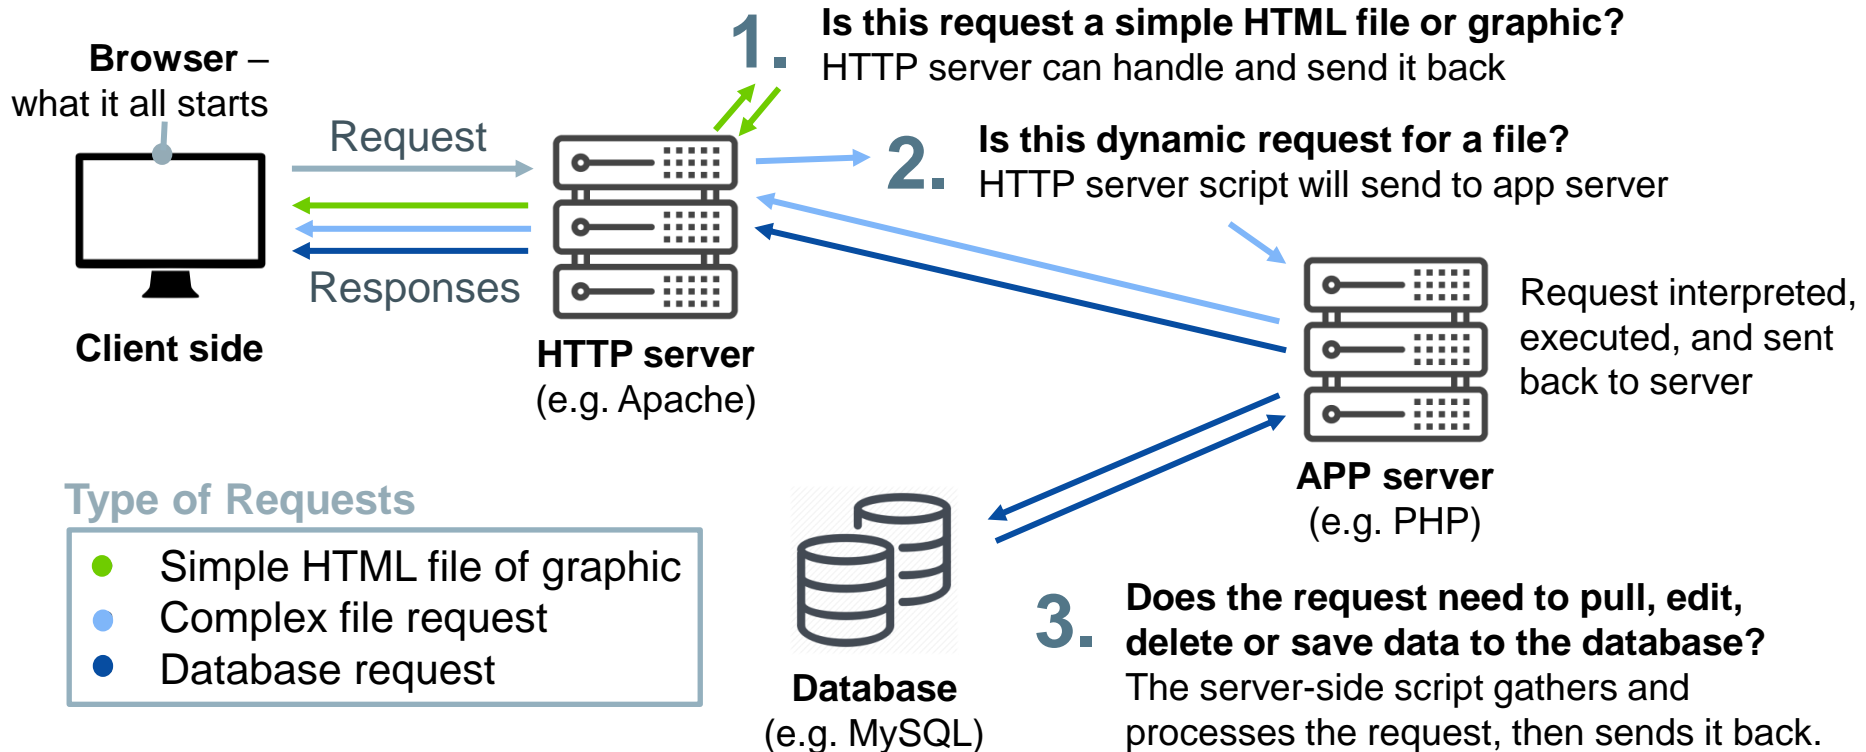 Browser –
what it all starts
Request
Responses
Client side
HTTP server
(e.g. Apache)
1.
Is this request a simple HTML file or graphic?
HTTP server can handle and send it back
2.
Is this dynamic request for a file?
HTTP server script will send to app server
Request interpreted,
executed, and sent
back to server
APP server
(e.g. PHP)
Type of Requests
Simple HTML file of graphic
Complex file request
Database request
Database
(e.g. MySQL)
3.
Does the request need to pull, edit,
delete or save data to the database?
The server-side script gathers and
processes the request, then sends it back.